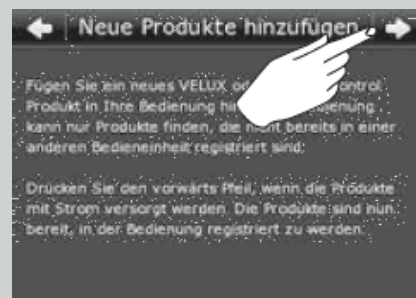 Neue Produkte hinzufügen
Fügen Sie ein neues VELUX control
Produkt in Ihre Bedienung
kann nur Produkte finden, die nicht bereits in einer
anderen Bedieneinheit registriert sind.
Drücken Sie den vorwärts Pfeil, wenn die Produkte
mit Strom versorgt werden. Die Produkte sind nun
bereit, in der Bedienung registriert zu werden.